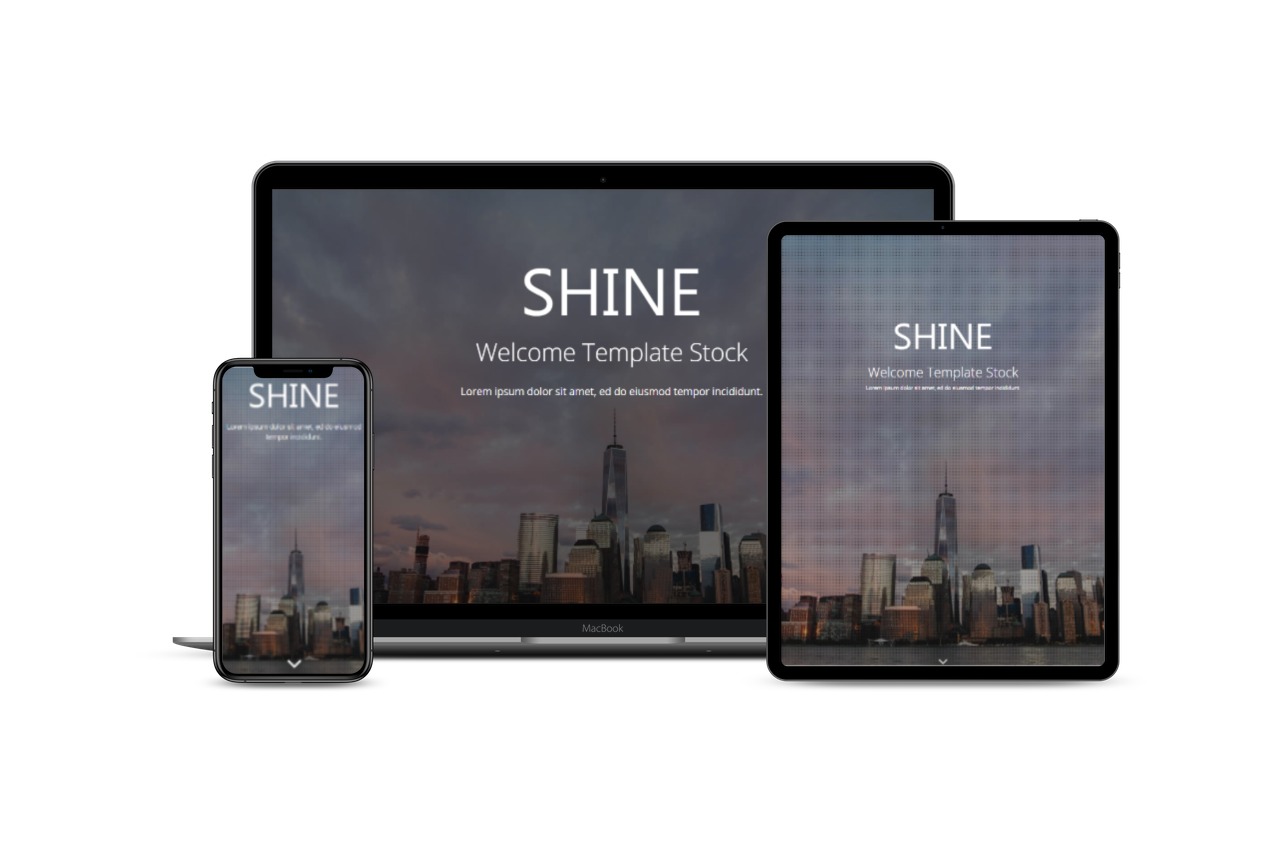 SHINE
Welcome Template Stock
Lorem ipsum dolor sit amet, ed do eiusmod tempor incididunt.
MacBook
SHINE
Lorem ipsum dolor sit amet, ed do eiusmod
tempor incididunt.
SHINE
Welcome Template Stock
Lorem ipsum dolor sit amet, ed do eiusmod tempor incididunt.